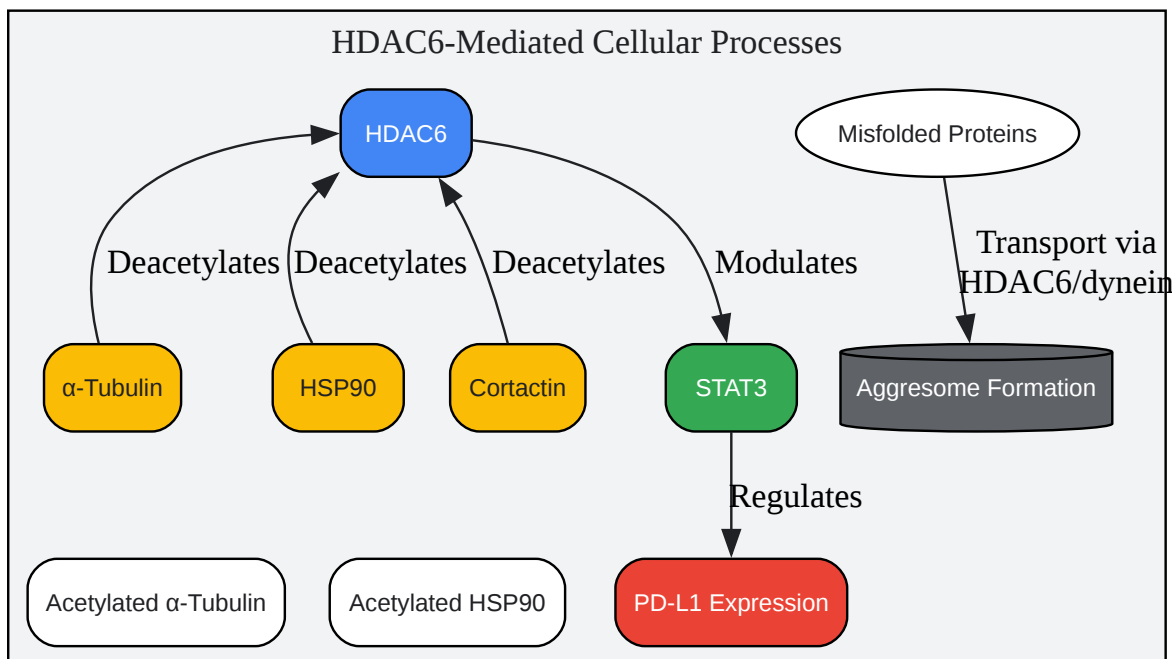 HDAC6-Mediated Cellular Processes
HDAC6
Misfolded Proteins
Deacetylates
Deacetylates
Deacetylates
Modulates
Transport via
HDAC6/dynein
α-Tubulin
HSP90
Cortactin
STAT3
Aggresome Formation
Regulates
Acetylated α-Tubulin
Acetylated HSP90
PD-L1 Expression